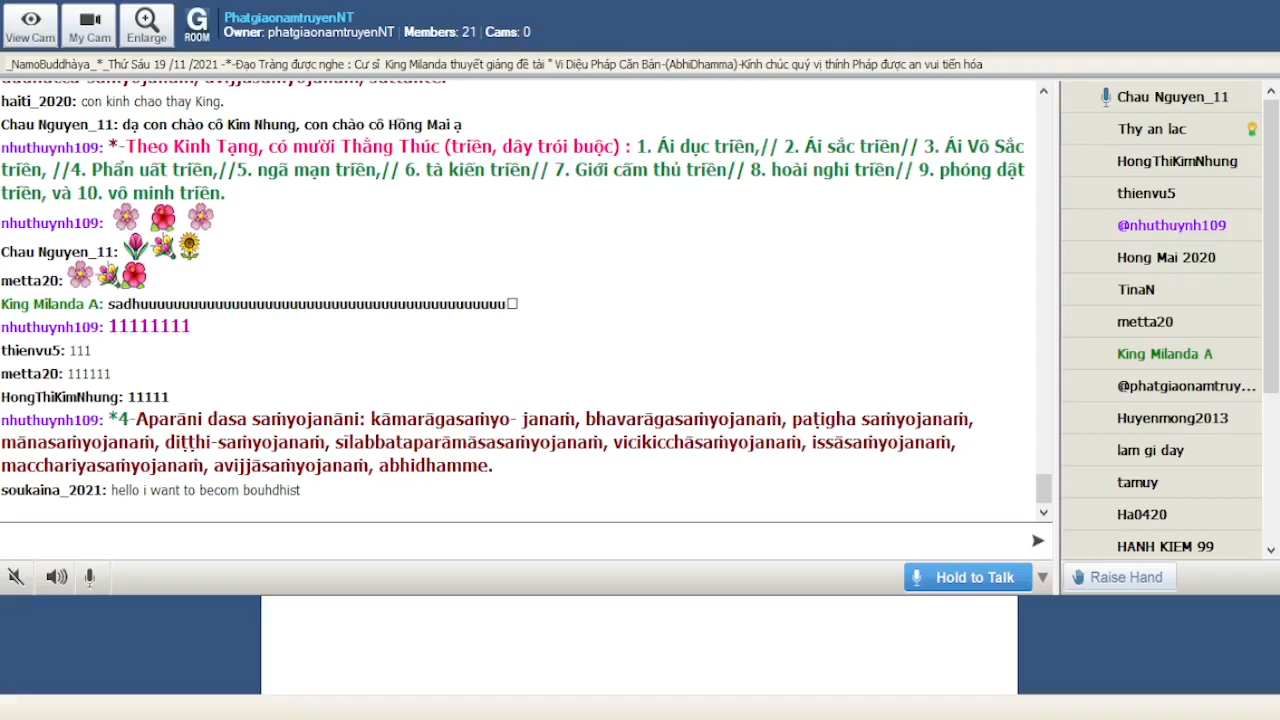 PhatgiaonamtruyenNT
Owner: phatgiaonamtruyenNT | Members: 21 | Cams: 0
View Cam
My Cam
Enlarge
G ROOM
_NamoBuddhàya_*_Thứ Sáu 19 /11 /2021 -*-Đạo Tràng được nghe : Cư sĩ King Milanda thuyết giảng đề tài " Vi Diệu Pháp Căn Bản-(AbhiDhamma)-Kính chúc quý vị thính Pháp được an vui tiến hóa
haiti_2020: con kinh chao thay King.
Chau Nguyen_11: dạ con chào cô Kim Nhung, con chào cô Hồng Mai ạ
nhuthuynh109: *-Theo Kinh Tạng, có mười Thằng Thúc (triền, dây trói buộc) : 1. Ái dục triền,// 2. Ái sắc triền// 3. Ái Vô Sắc
triền, //4. Phẩn uất triền,//5. ngã mạn triền,// 6. tà kiến triền// 7. Giới cấm thủ triền// 8. hoài nghi triền// 9. phóng dật
triền, và 10. vô minh triền.
nhuthuynh109:
Chau Nguyen_11:
metta20:
King Milanda A: sadhuuuuuuuuuuuuuuuuuuuuuuuuuuuuuuuuuuuuuuuuuuuu
nhuthuynh109: 11111111
thienvu5: 111
metta20: 111111
HongThiKimNhung: 11111
nhuthuynh109: *4-Aparāni dasa saṁyojanāni: kāmarāgasaṁyo- janaṁ, bhavarāgasaṁyojanaṁ, paṭigha saṁyojanaṁ,
mānasaṁyojanaṁ, diṭṭhi-saṁyojanaṁ, sīlabbataparāmāsasaṁyojanaṁ, vicikicchāsaṁyojanaṁ, issāsaṁyojanaṁ,
macchariyasaṁyojanaṁ, avijjāsaṁyojanaṁ, abhidhamme.
soukaina_2021: hello i want to becom bouhdhist
Chau Nguyen_11
Thy an lac
HongThiKimNhung
thienvu5
@nhuthuynh109
Hong Mai 2020
TinaN
metta20
King Milanda A
@phatgiaonamtruy...
Huyenmong2013
lam gi day
tamuy
Ha0420
HANH KIEM 99
Hold to Talk
Raise Hand